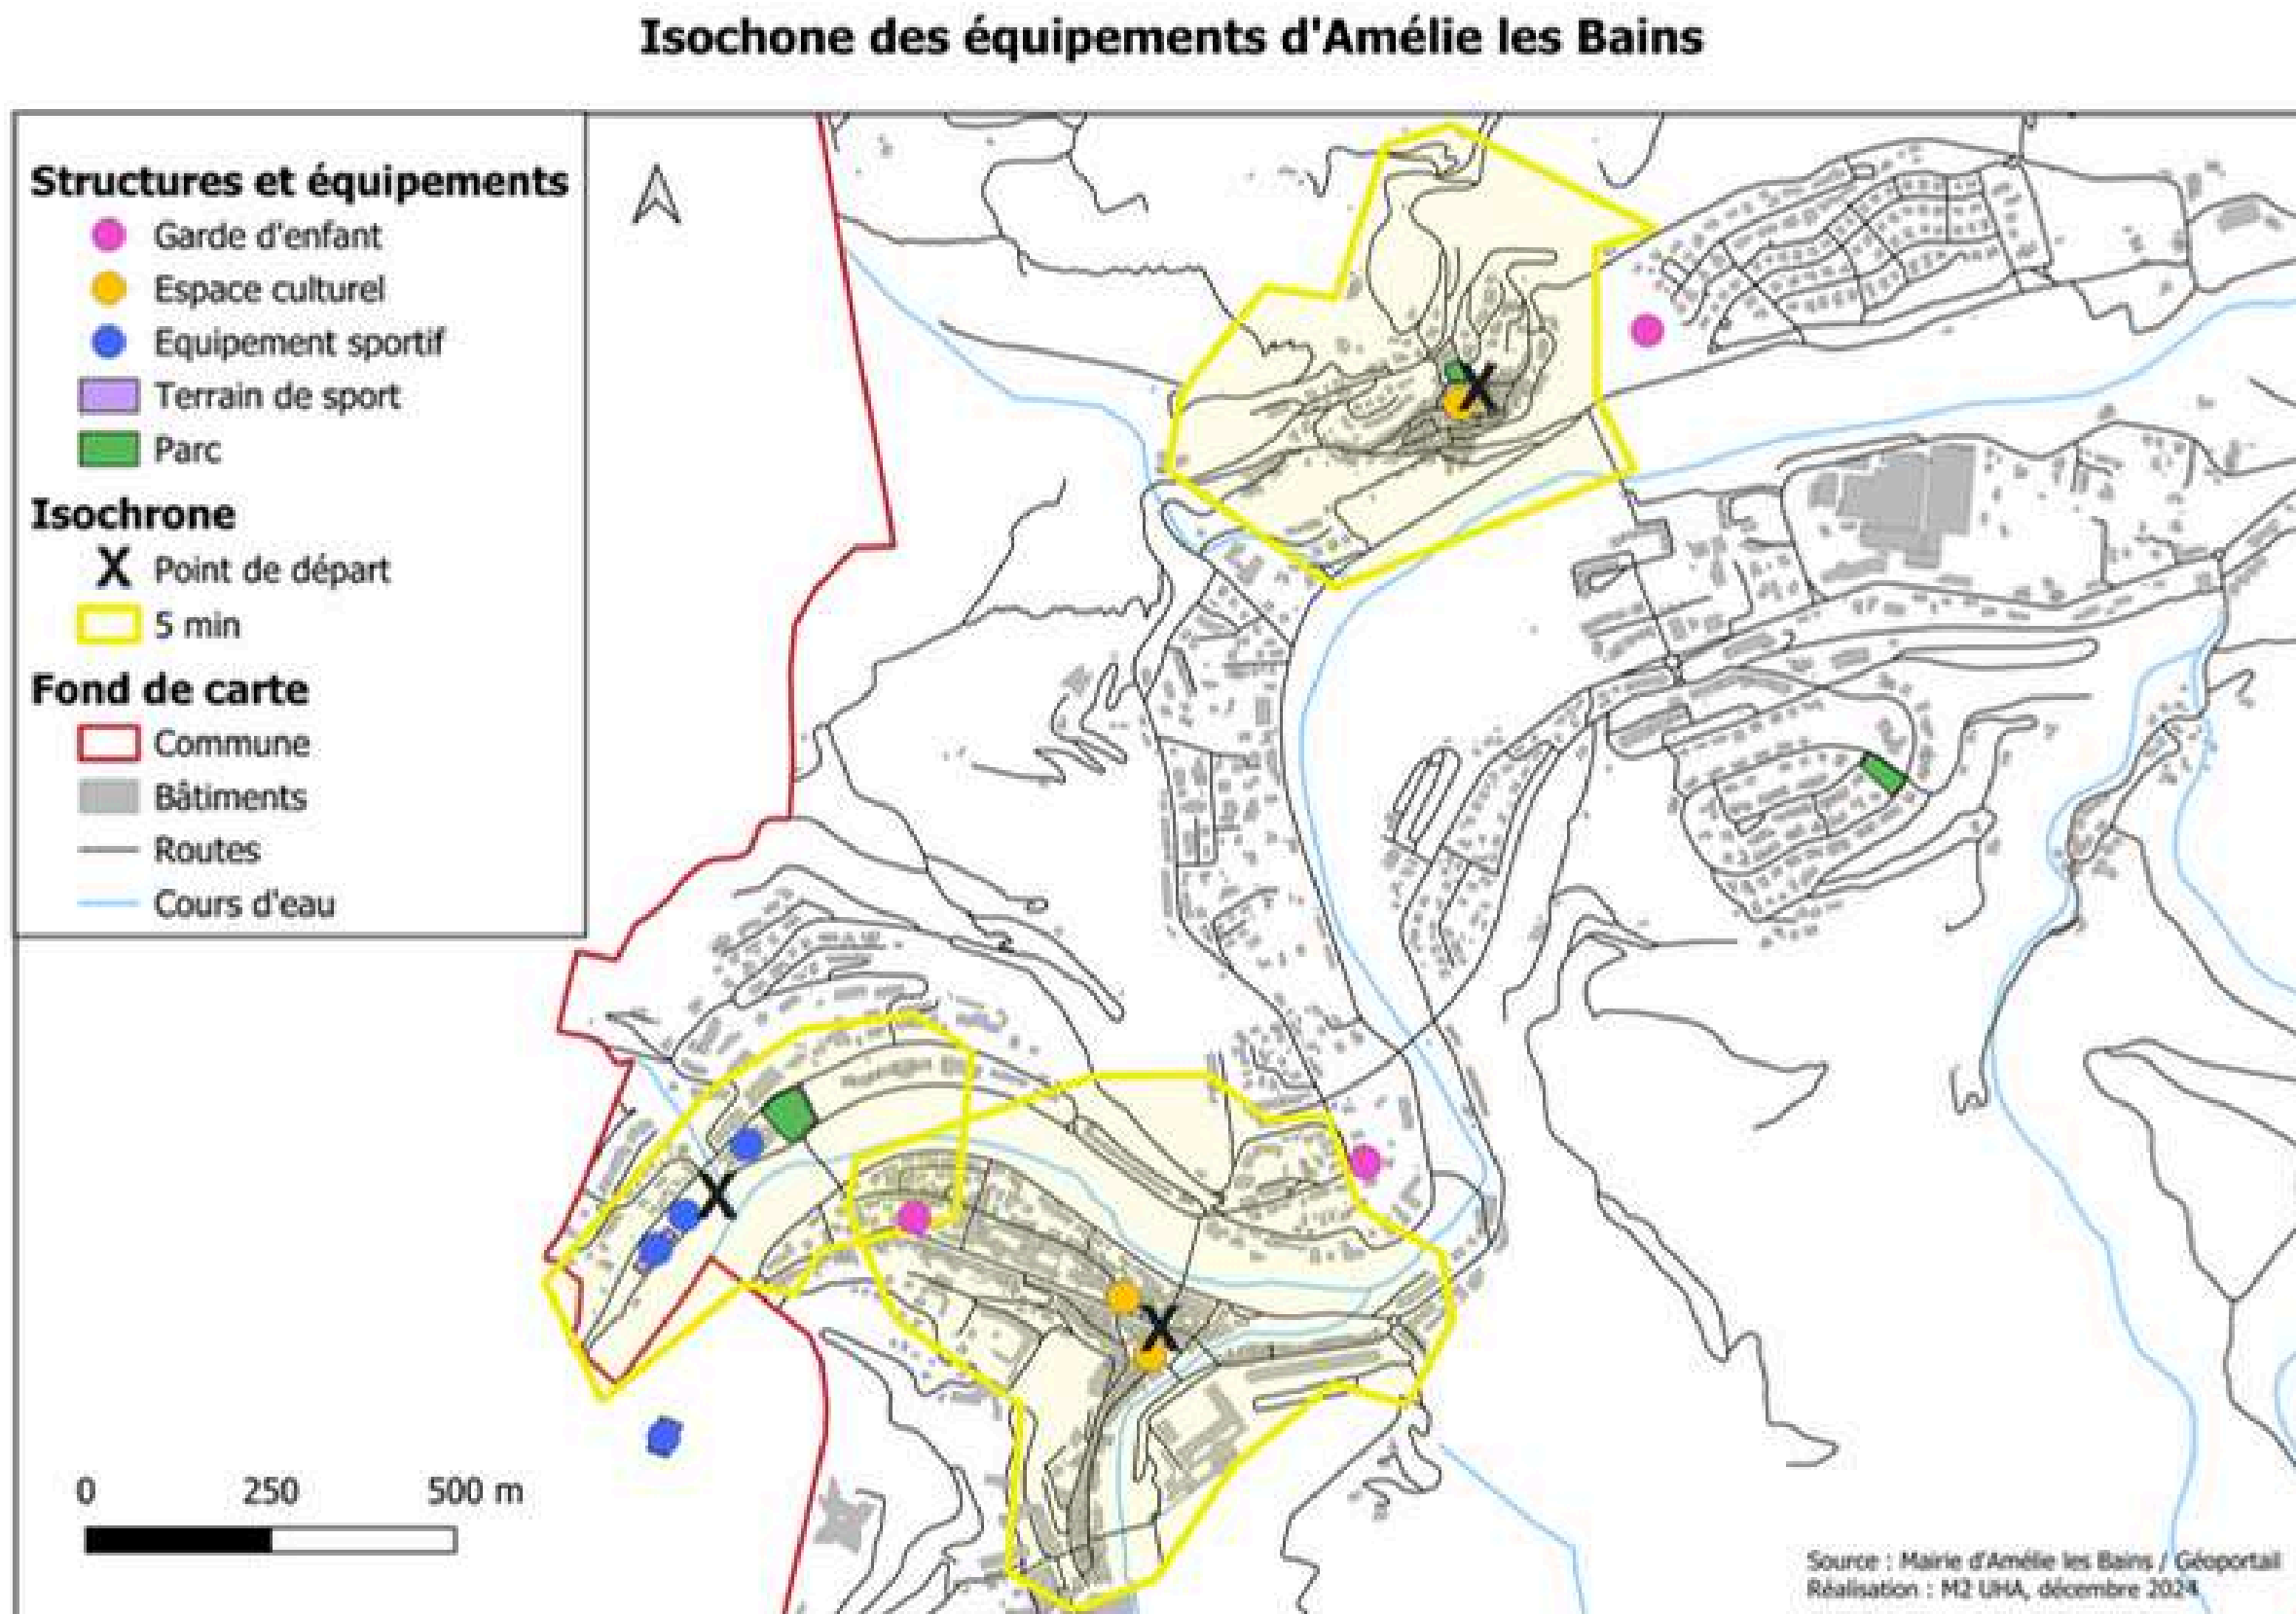 Isochone des équipements d'Amélie les Bains
Structures et équipements
Garde d'enfant
Espace culturel
Equipement sportif
Terrain de sport
Parc
Isochrone
X Point de départ
5 min
Fond de carte
Commune
Bâtiments
Routes
Cours d'eau
0 250 500 m
Source : Mairie d'Amélie les Bains / Géoportail
Réalisation : M2 UHA, décembre 2024